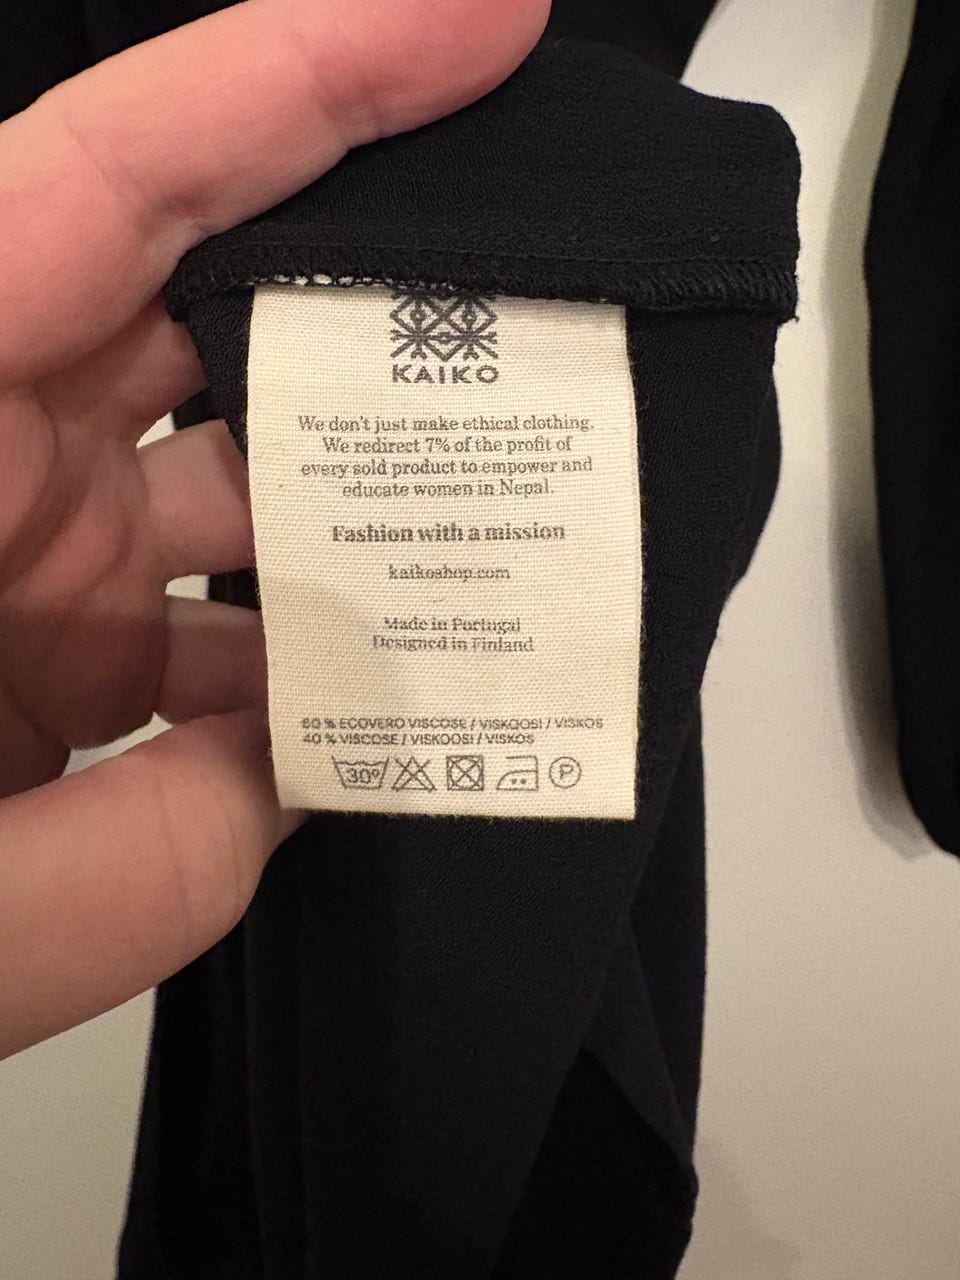 KAIKO
We don't just make ethical clothing.
We redirect 7% of the profit of
every sold product to empower and
educate women in Nepal.
Fashion with a mission
kaikoshop.com
Made in Portugal
Designed in Finland
60 % ECOVERO VISCOSE / VISKOOSI / VISKOS
40 % VISCOSE / VISKOOSI / VISKOS
30° P